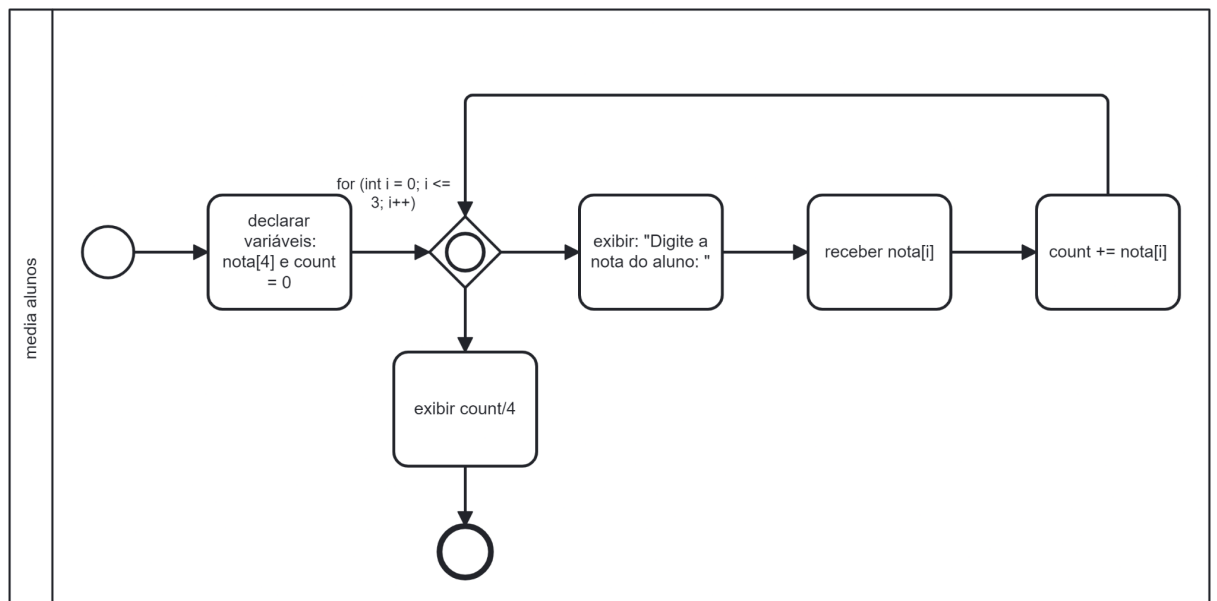 media alunos
declarar
variáveis:
nota[4] e count
= 0
for (int i = 0; i <=
3; i++)
exibir: "Digite a
nota do aluno: "
receber nota[i]
count += nota[i]
exibir count/4